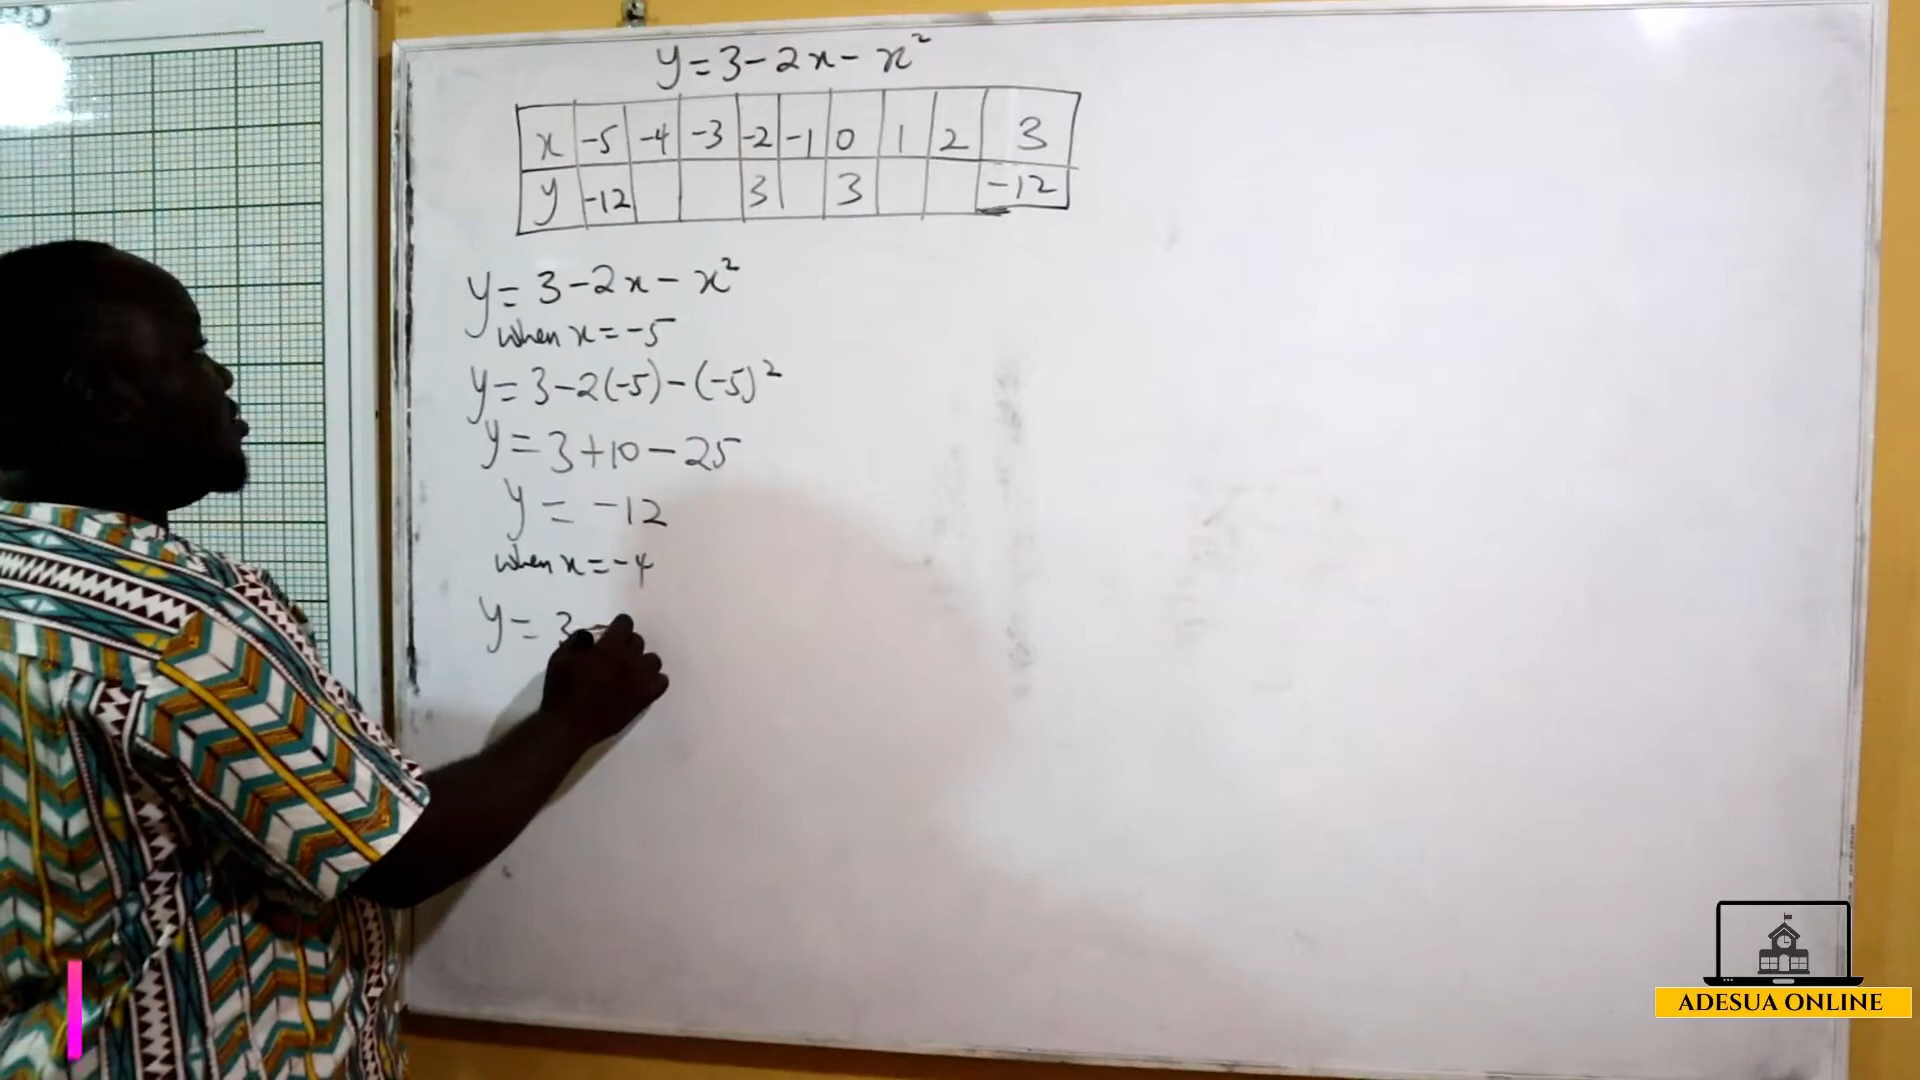 y = 3 - 2x - x²
x -5 -4 -3 -2 -1 0 1 2 3
y -12 3 3 -12
y = 3 - 2x - x²
when x = -5
y = 3 - 2(-5) - (-5)²
y = 3 + 10 - 25
y = -12
when x = -4
y = 3 -
ADESUA ONLINE